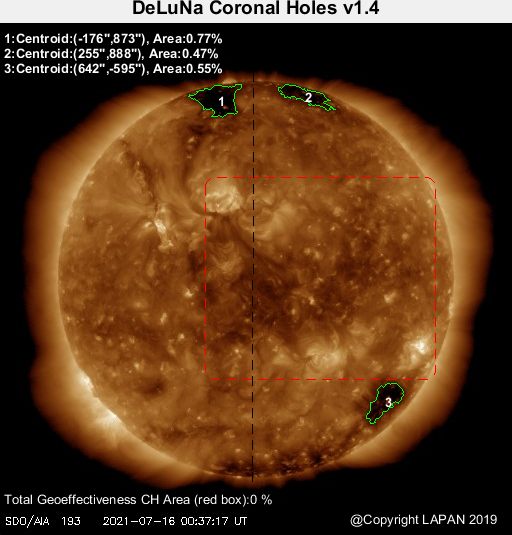 DeLuNa Coronal Holes v1.4
1:Centroid:(-176",873"), Area:0.77%
2:Centroid:(255",888"), Area:0.47%
3:Centroid:(642",-595"), Area:0.55%
1
2
3
Total Geoeffectiveness CH Area (red box):0 %
SDO/AIA 193 2021-07-16 00:37:17 UT
@Copyright LAPAN 2019